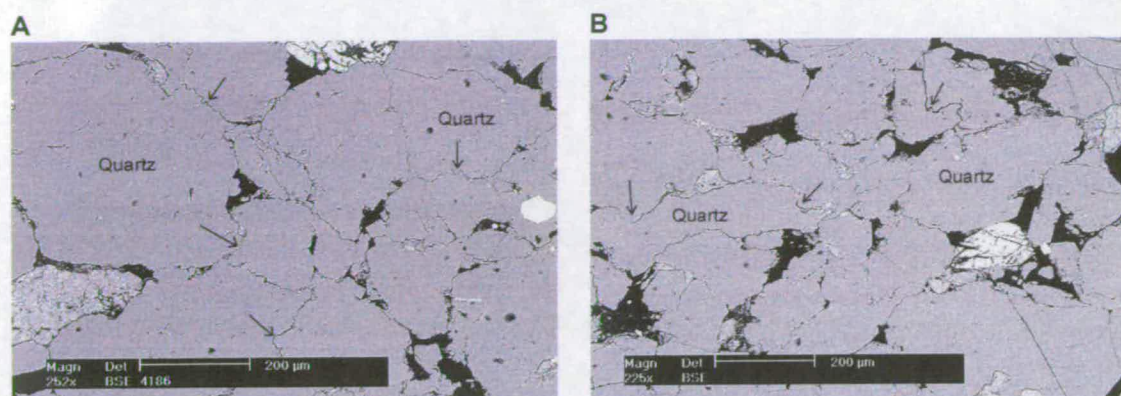 A
Quartz
Quartz
Magn Det
252x BSE 4186
200 µm
B
Quartz
Quartz
Magn Det
225x BSE
200 µm